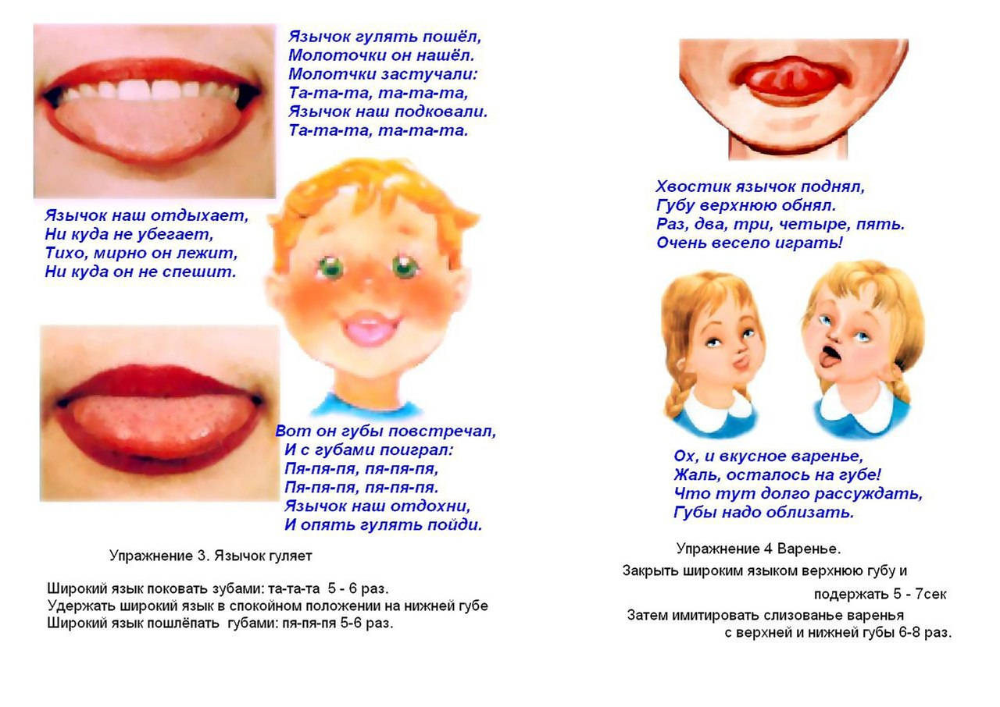 Язычок гулять пошёл,
Молоточки он нашёл.
Молотчки застучали:
Та-та-та, та-та-та,
Язычок наш подковали.
Та-та-та, та-та-та.
Язычок наш отдыхает,
Ни куда не убегает,
Тихо, мирно он лежит,
Ни куда он не спешит.
Вот он губы повстречал,
И с губами поиграл:
Пя-пя-пя, пя-пя-пя,
Пя-пя-пя, пя-пя-пя.
Язычок наш отдохни,
И опять гулять пойди.
Упражнение 3. Язычок гуляет
Широкий язык поковать зубами: та-та-та 5 - 6 раз.
Удержать широкий язык в спокойном положении на нижней губе
Широкий язык пошлёпать губами: пя-пя-пя 5-6 раз.
Хвостик язычок поднял,
Губу верхнюю обнял.
Раз, два, три, четыре, пять.
Очень весело играть!
Ох, и вкусное варенье,
Жаль, осталось на губе!
Что тут долго рассуждать,
Губы надо облизать.
Упражнение 4 Варенье.
Закрыть широким языком верхнюю губу и
подержать 5 - 7сек
Затем имитировать слизованье варенья
с верхней и нижней губы 6-8 раз.